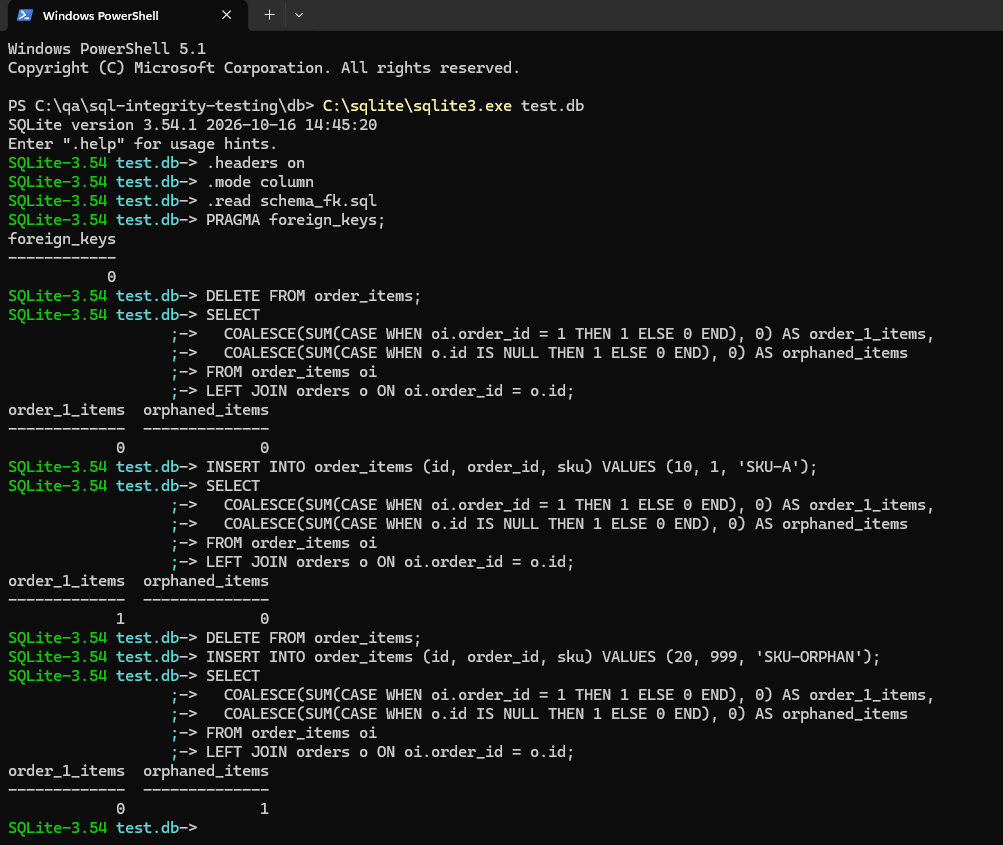 Windows PowerShell
Windows PowerShell 5.1
Copyright (C) Microsoft Corporation. All rights reserved.
PS C:\qa\sql-integrity-testing\db> C:\sqlite\sqlite3.exe test.db
SQLite version 3.54.1 2026-10-16 14:45:20
Enter ".help" for usage hints.
SQLite-3.54 test.db-> .headers on
SQLite-3.54 test.db-> .mode column
SQLite-3.54 test.db-> .read schema_fk.sql
SQLite-3.54 test.db-> PRAGMA foreign_keys;
foreign_keys
------------
           0
SQLite-3.54 test.db-> DELETE FROM order_items;
SQLite-3.54 test.db-> SELECT
                  ;->   COALESCE(SUM(CASE WHEN oi.order_id = 1 THEN 1 ELSE 0 END), 0) AS order_1_items,
                  ;->   COALESCE(SUM(CASE WHEN o.id IS NULL THEN 1 ELSE 0 END), 0) AS orphaned_items
                  ;-> FROM order_items oi
                  ;-> LEFT JOIN orders o ON oi.order_id = o.id;
order_1_items  orphaned_items
-------------  --------------
            0               0
SQLite-3.54 test.db-> INSERT INTO order_items (id, order_id, sku) VALUES (10, 1, 'SKU-A');
SQLite-3.54 test.db-> SELECT
                  ;->   COALESCE(SUM(CASE WHEN oi.order_id = 1 THEN 1 ELSE 0 END), 0) AS order_1_items,
                  ;->   COALESCE(SUM(CASE WHEN o.id IS NULL THEN 1 ELSE 0 END), 0) AS orphaned_items
                  ;-> FROM order_items oi
                  ;-> LEFT JOIN orders o ON oi.order_id = o.id;
order_1_items  orphaned_items
-------------  --------------
            1               0
SQLite-3.54 test.db-> DELETE FROM order_items;
SQLite-3.54 test.db-> INSERT INTO order_items (id, order_id, sku) VALUES (20, 999, 'SKU-ORPHAN');
SQLite-3.54 test.db-> SELECT
                  ;->   COALESCE(SUM(CASE WHEN oi.order_id = 1 THEN 1 ELSE 0 END), 0) AS order_1_items,
                  ;->   COALESCE(SUM(CASE WHEN o.id IS NULL THEN 1 ELSE 0 END), 0) AS orphaned_items
                  ;-> FROM order_items oi
                  ;-> LEFT JOIN orders o ON oi.order_id = o.id;
order_1_items  orphaned_items
-------------  --------------
            0               1
SQLite-3.54 test.db->